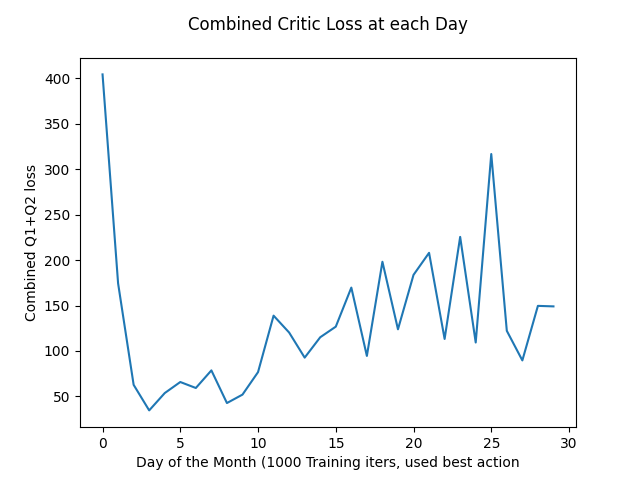 Combined Critic Loss at each Day
400
350
300
250
200
150
100
50
Combined Q1+Q2 loss
0 5 10 15 20 25 30
Day of the Month (1000 Training iters, used best action